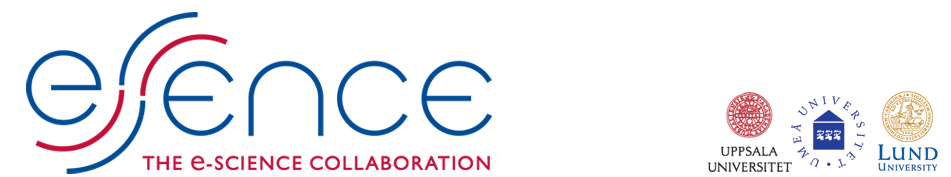 eSSENCE
THE e-SCIENCE COLLABORATION
UPPSALA
UNIVERSITET
UMEÅ UNIVERSITET
LUND
UNIVERSITY